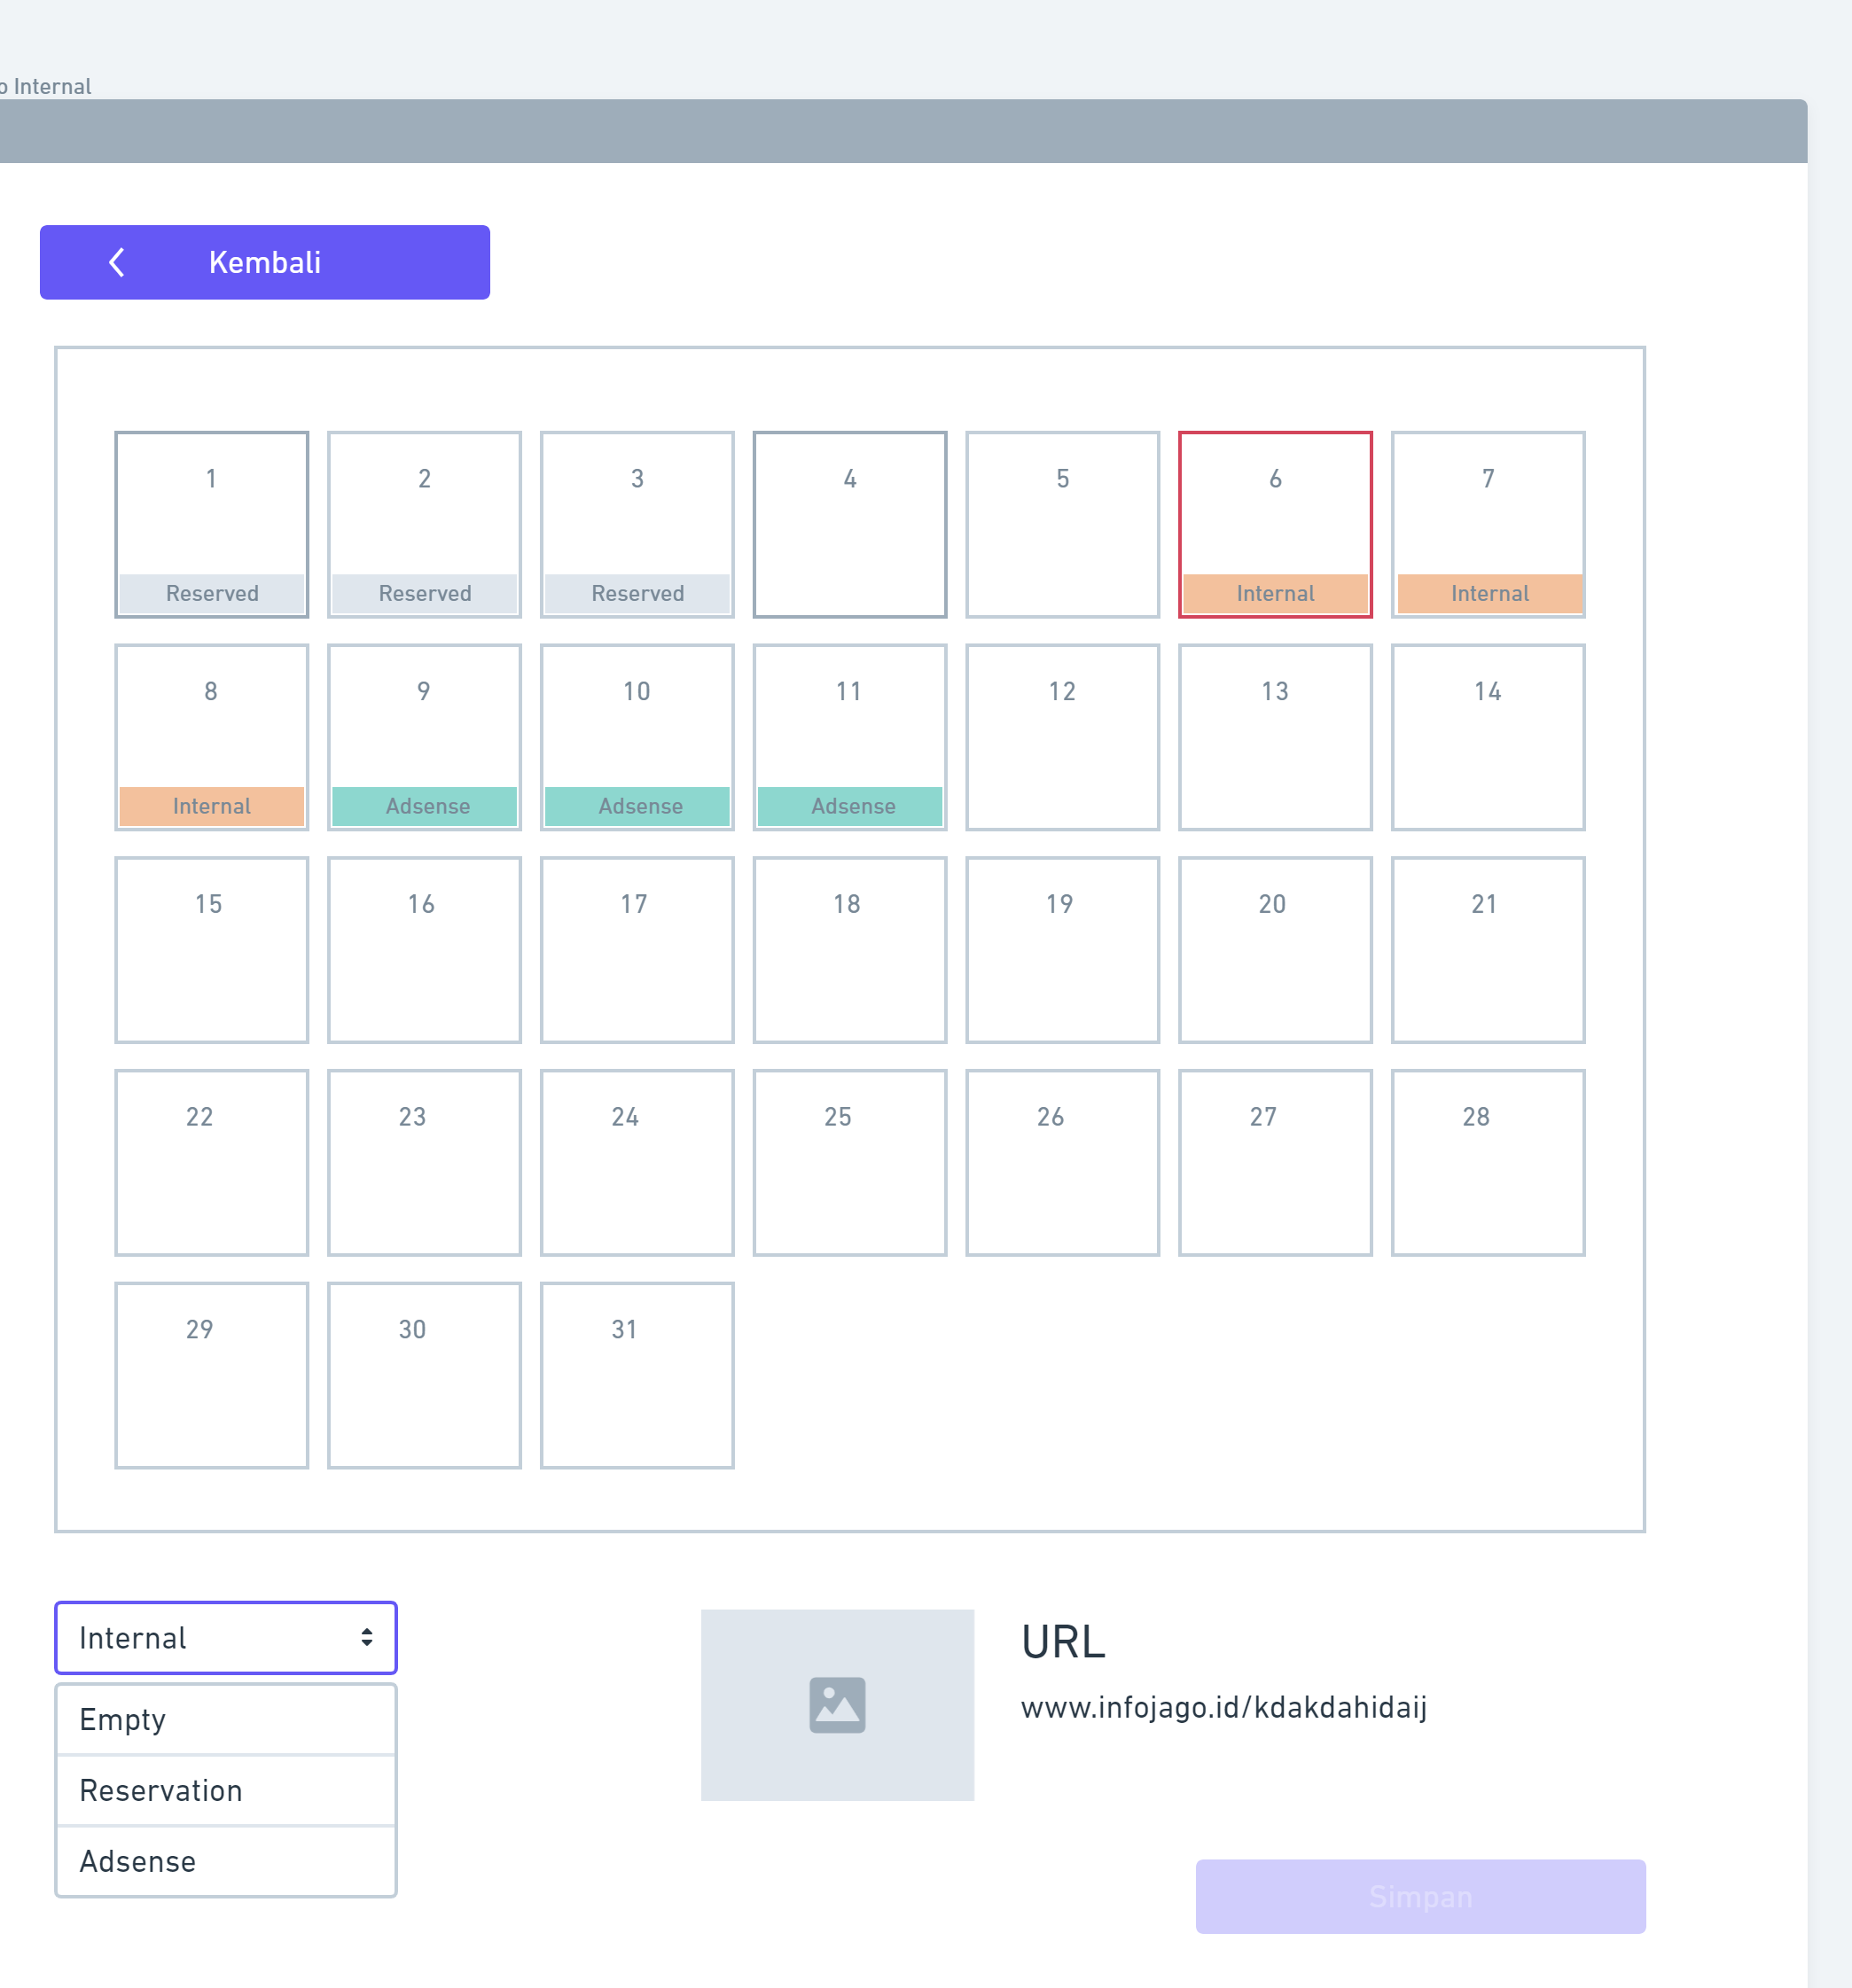 o Internal
Kembali
1 2 3 4 5 6 7
Reserved Reserved Reserved Internal Internal
8 9 10 11 12 13 14
Internal Adsense Adsense Adsense
15 16 17 18 19 20 21
22 23 24 25 26 27 28
29 30 31
Internal
Empty
Reservation
Adsense
URL
www.infojago.id/kdakdahidaij
Simpan